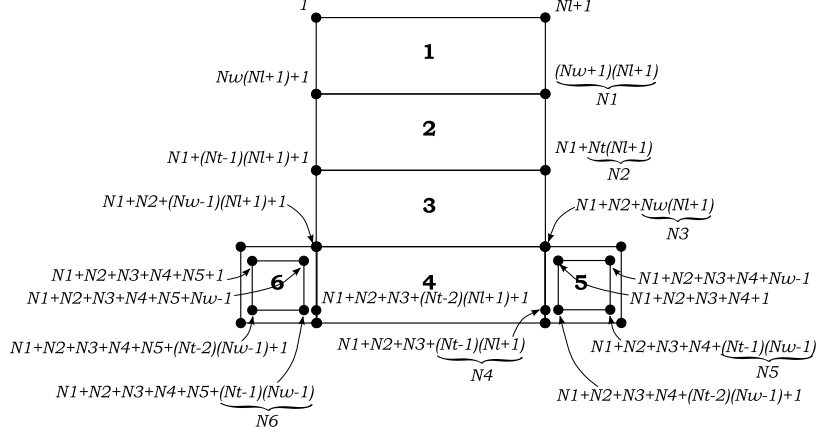 1
Nl+1
1
Nw(Nl+1)+1
(Nw+1)(Nl+1)
N1
2
N1+(Nt-1)(Nl+1)+1
N1+Nt(Nl+1)
N2
3
N1+N2+(Nw-1)(Nl+1)+1
N1+N2+Nw(Nl+1)
N3
6
4
5
N1+N2+N3+N4+N5+1
N1+N2+N3+N4+Nw-1
N1+N2+N3+N4+N5+Nw-1
N1+N2+N3+(Nt-2)(Nl+1)+1
N1+N2+N3+N4+1
N1+N2+N3+N4+N5+(Nt-2)(Nw-1)+1
N1+N2+N3+(Nt-1)(Nl+1)
N4
N1+N2+N3+N4+(Nt-1)(Nw-1)
N5
N1+N2+N3+N4+N5+(Nt-1)(Nw-1)
N6
N1+N2+N3+N4+(Nt-2)(Nw-1)+1